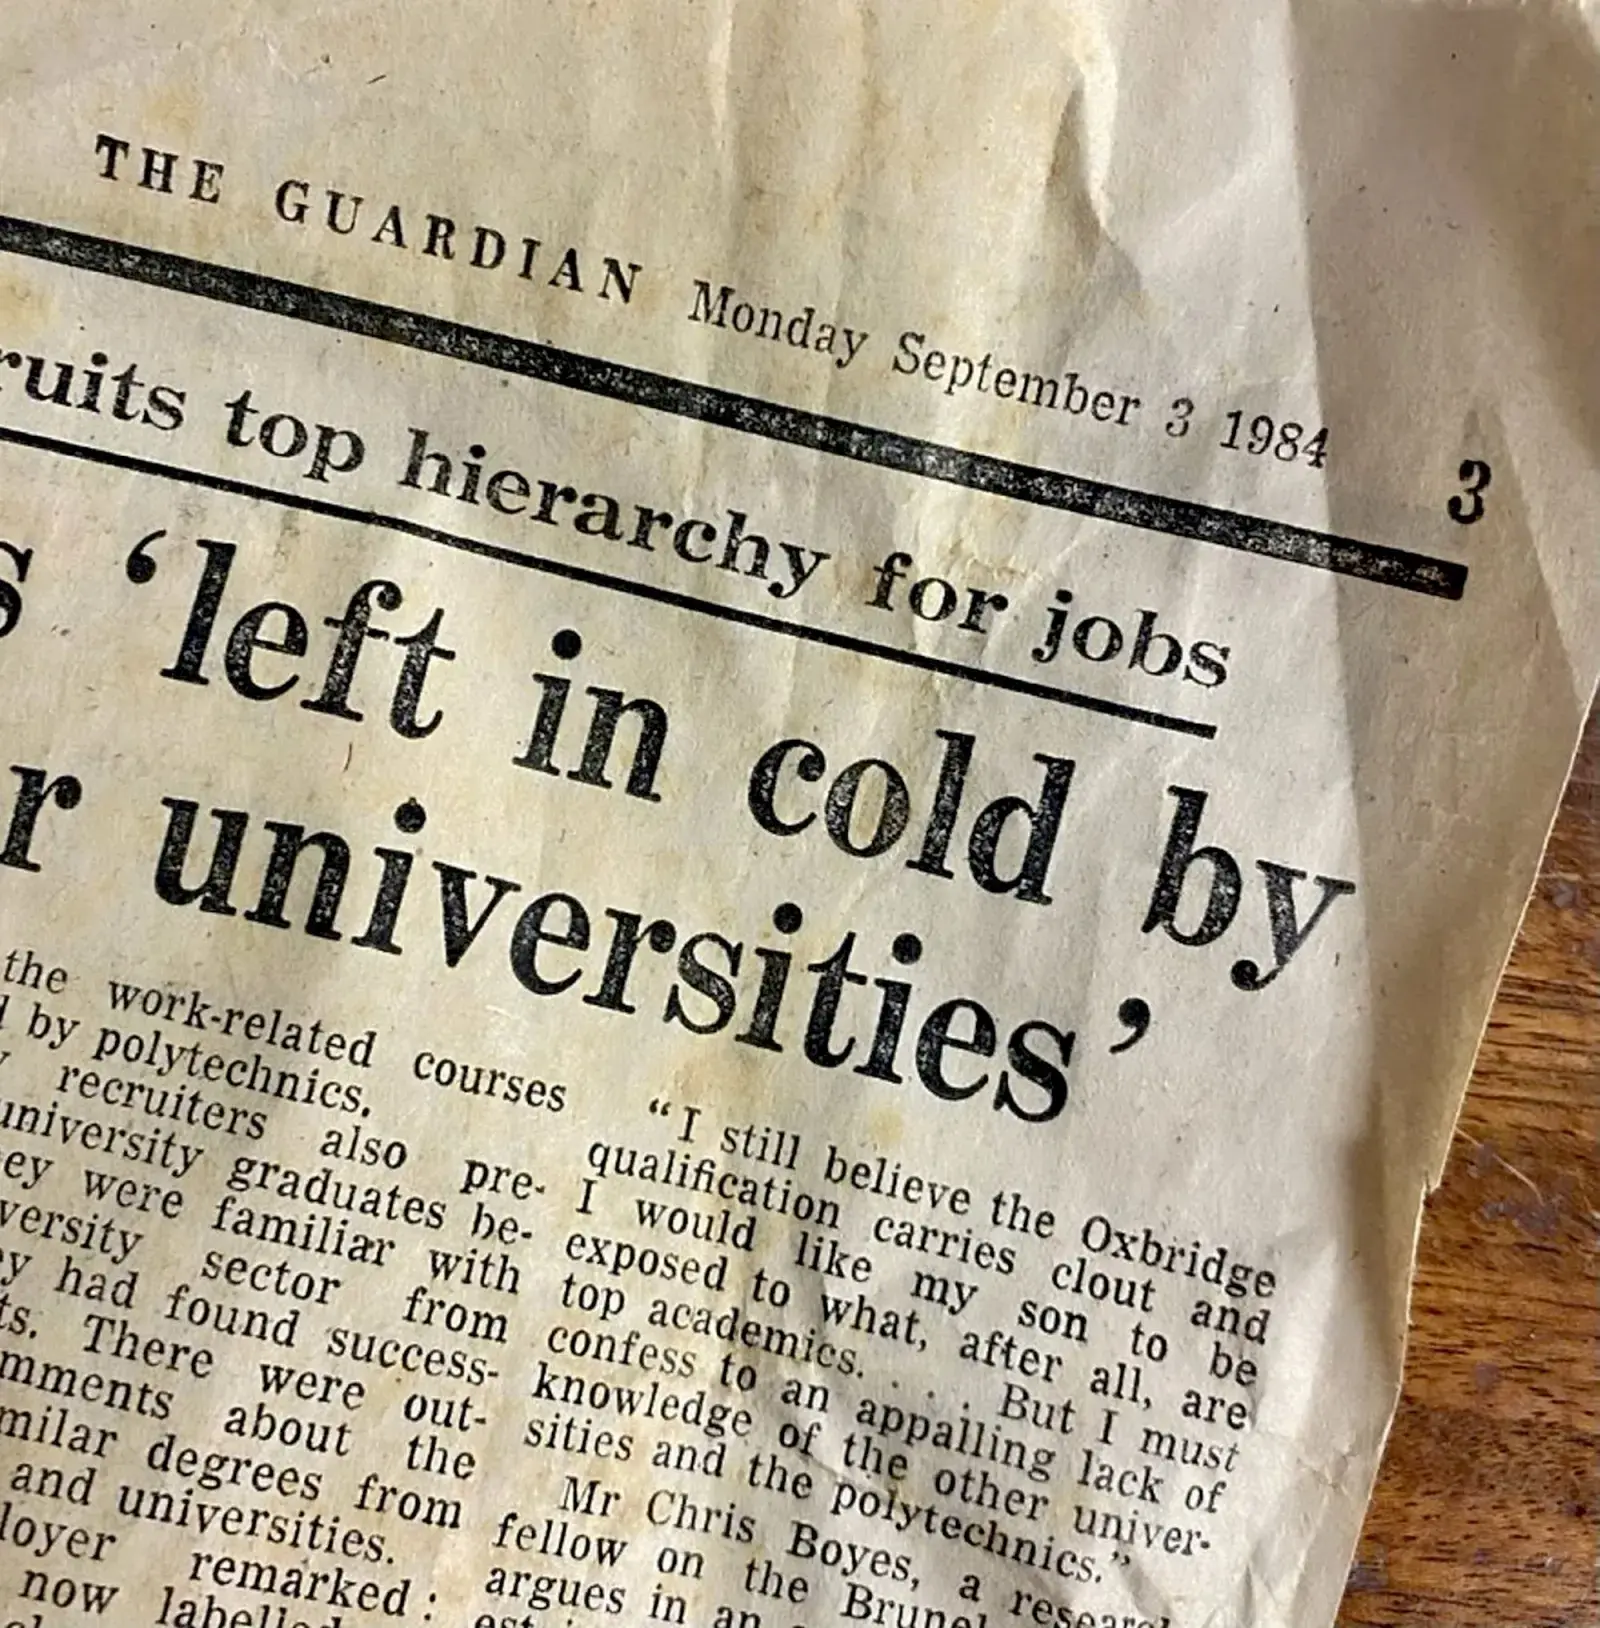 THE GUARDIAN Monday September 3 1984 3
ruits top hierarchy for jobs
s ‘left in cold by
r universities’
the work-related courses
by polytechnics.
recruiters also pre-
university graduates be-
ey were familiar with
versity sector from
y had found success-
ts. There were out-
mments about the
milar degrees from
and universities.
loyer remarked:
now labelled
“I still believe the Oxbridge
qualification carries clout and
I would like my son to be
exposed to what, after all, are
top academics. . . . But I must
confess to an appalling lack of
knowledge of the other univer-
sities and the polytechnics.”
Mr Chris Boyes, a research
fellow on the Brunel
argues in an